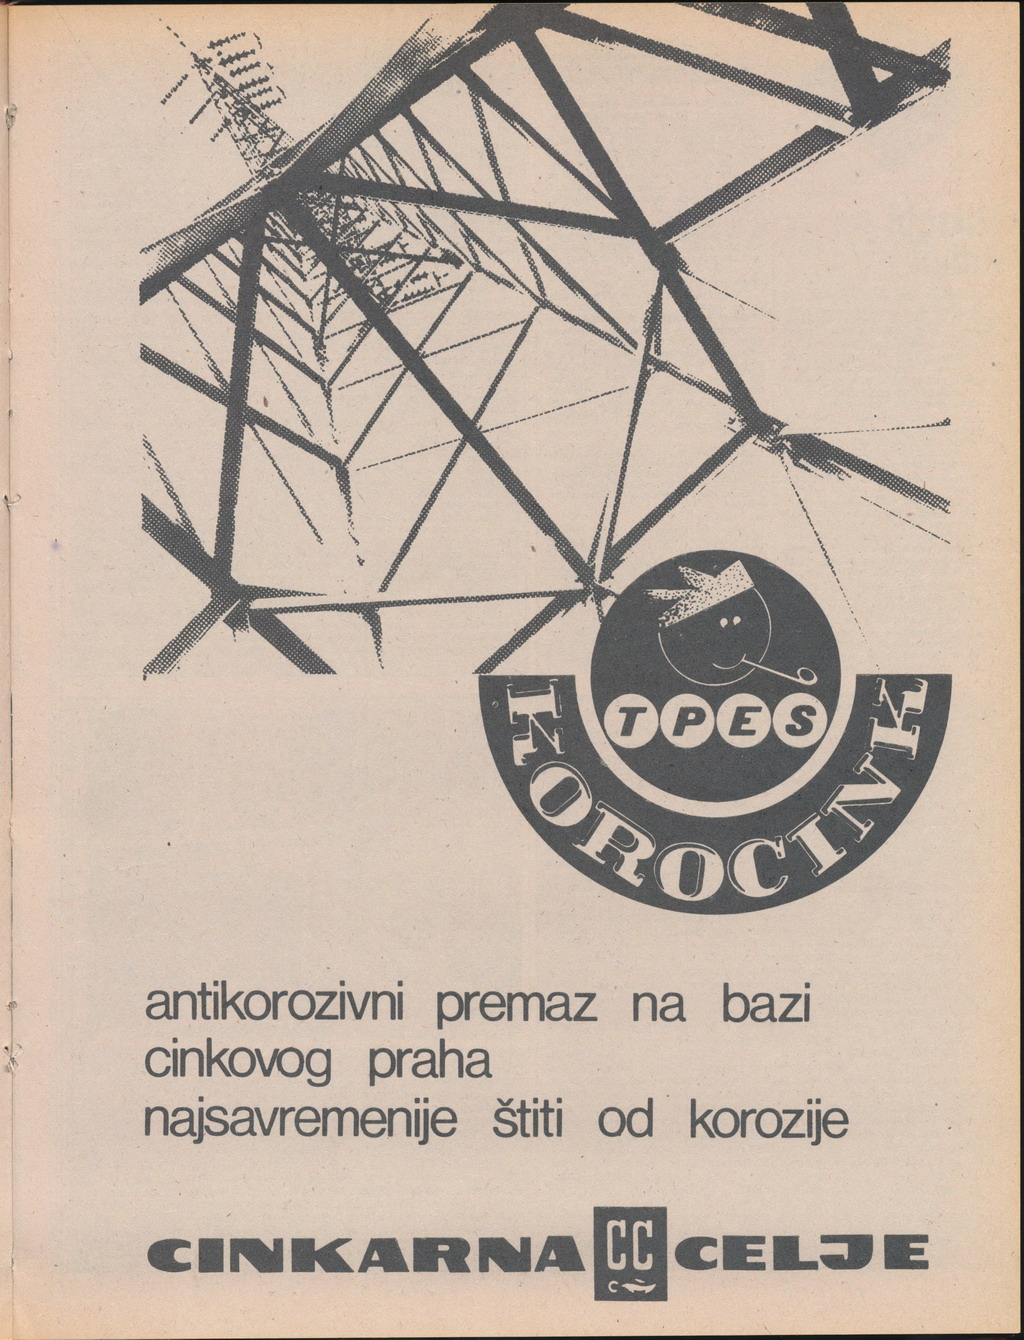 TPES
KOROCINK
antikorozivni premaz na bazi
cinkovog praha
najsavremenije štiti od korozije
CINKARNA CC CELJE